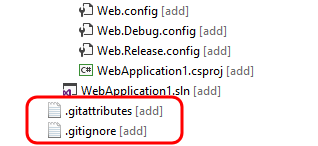 Web.config [add]
Web.Debug.config [add]
Web.Release.config [add]
C# WebApplication1.csproj [add]
WebApplication1.sln [add]
.gitattributes [add]
.gitignore [add]